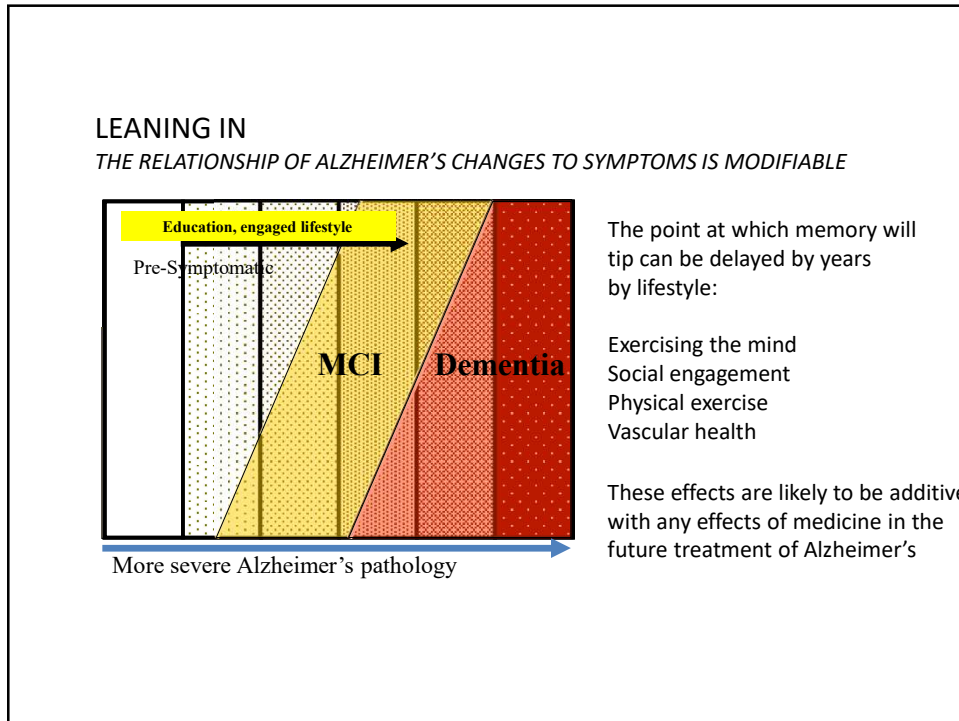 LEANING IN
THE RELATIONSHIP OF ALZHEIMER'S CHANGES TO SYMPTOMS IS MODIFIABLE
Education, engaged lifestyle
Pre-Symptomatic
MCI
Dementia
More severe Alzheimer's pathology
The point at which memory will
tip can be delayed by years
by lifestyle:
Exercising the mind
Social engagement
Physical exercise
Vascular health
These effects are likely to be additive
with any effects of medicine in the
future treatment of Alzheimer's